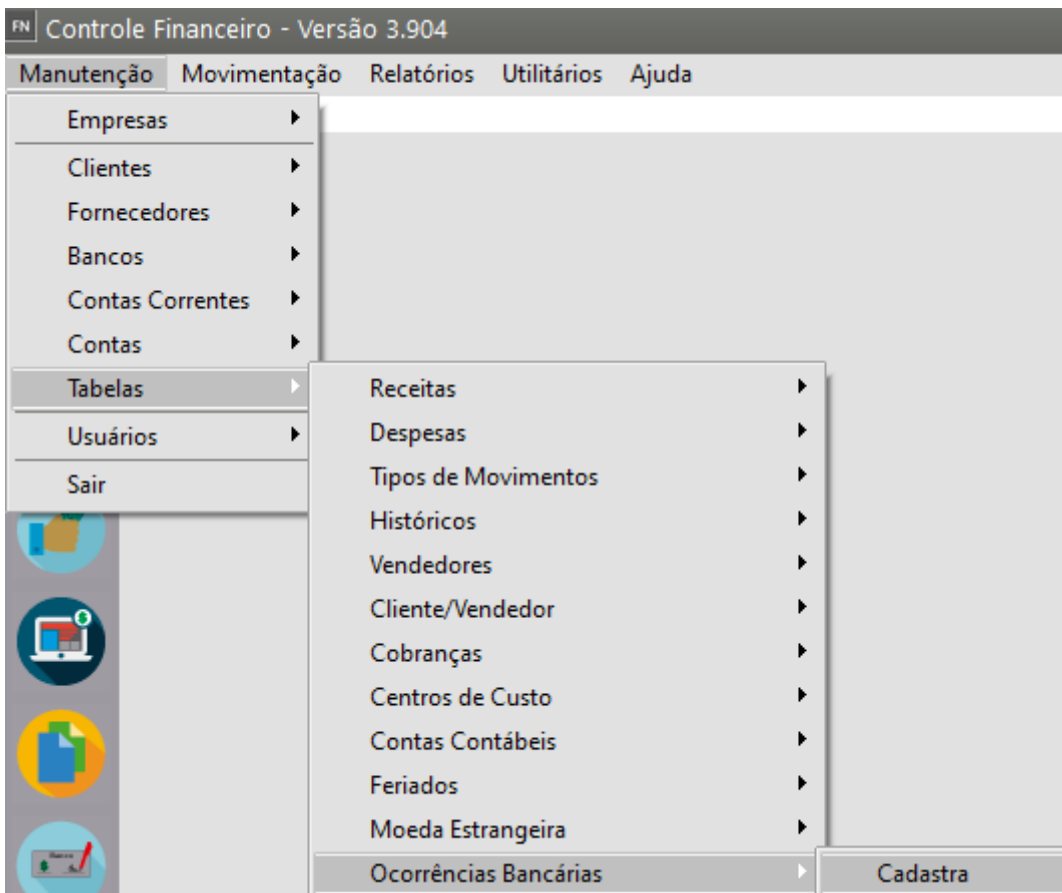 FN Controle Financeiro - Versão 3.904
Manutenção Movimentação Relatórios Utilitários Ajuda
Empresas
Clientes
Fornecedores
Bancos
Contas Correntes
Contas
Tabelas
Usuários
Sair
Receitas
Despesas
Tipos de Movimentos
Históricos
Vendedores
Cliente/Vendedor
Cobranças
Centros de Custo
Contas Contábeis
Feriados
Moeda Estrangeira
Ocorrências Bancárias
Cadastra